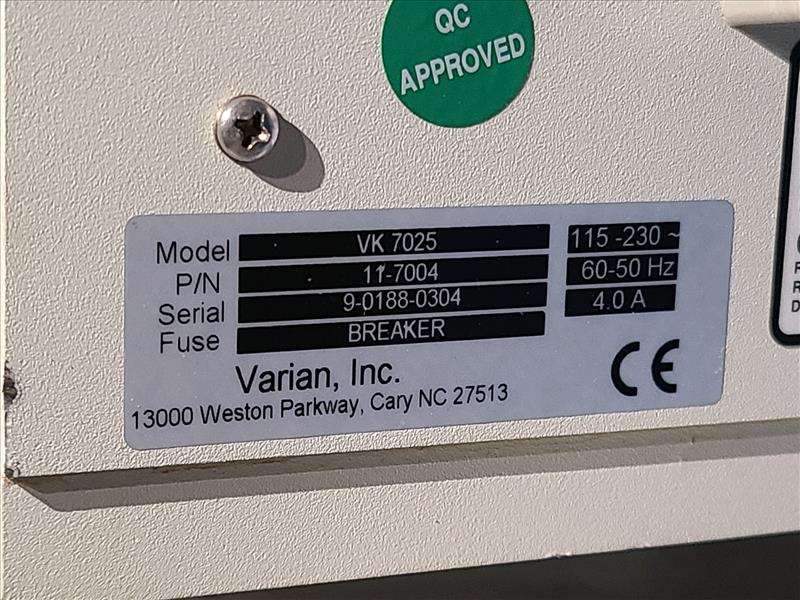 QC
APPROVED
Model VK 7025 115 -230 ~
P/N 11-7004 60-50 Hz
Serial 9-0188-0304 4.0 A
Fuse BREAKER
Varian, Inc.
13000 Weston Parkway, Cary NC 27513
CE